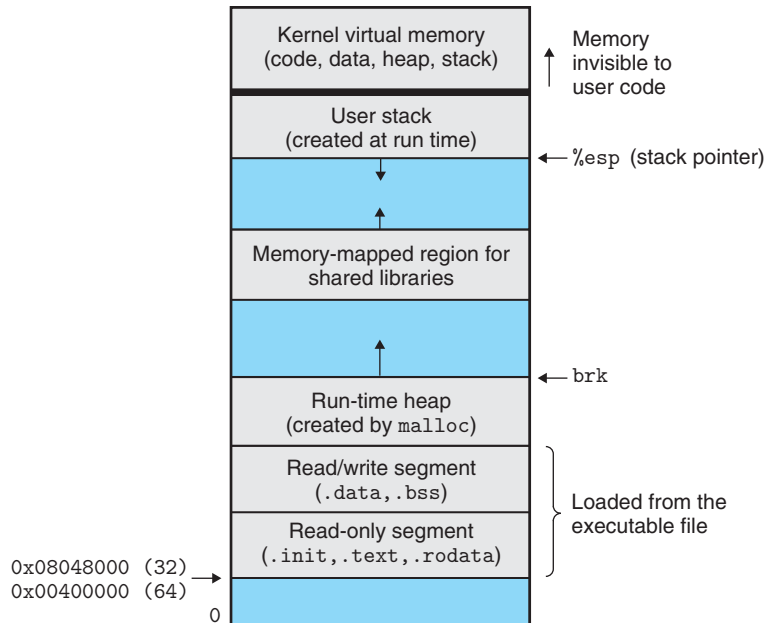 Kernel virtual memory
(code, data, heap, stack)
Memory
invisible to
user code
User stack
(created at run time)
%esp (stack pointer)
Memory-mapped region for
shared libraries
brk
Run-time heap
(created by malloc)
Read/write segment
(.data,.bss)
Loaded from the
executable file
Read-only segment
(.init,.text,.rodata)
0x08048000 (32)
0x00400000 (64)
0